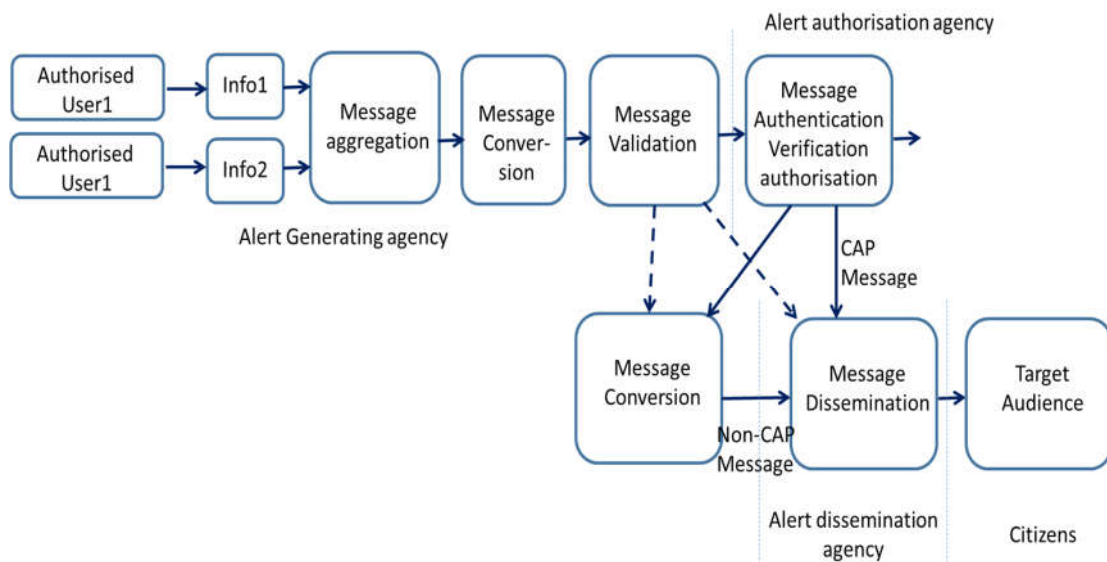 Alert authorisation agency
Authorised
User1
Info1
Message
aggregation
Message
Conver-
sion
Message
Validation
Message
Authentication
Verification
authorisation
Authorised
User1
Info2
Alert Generating agency
CAP
Message
Message
Conversion
Non-CAP
Message
Message
Dissemination
Target
Audience
Alert dissemination
agency
Citizens